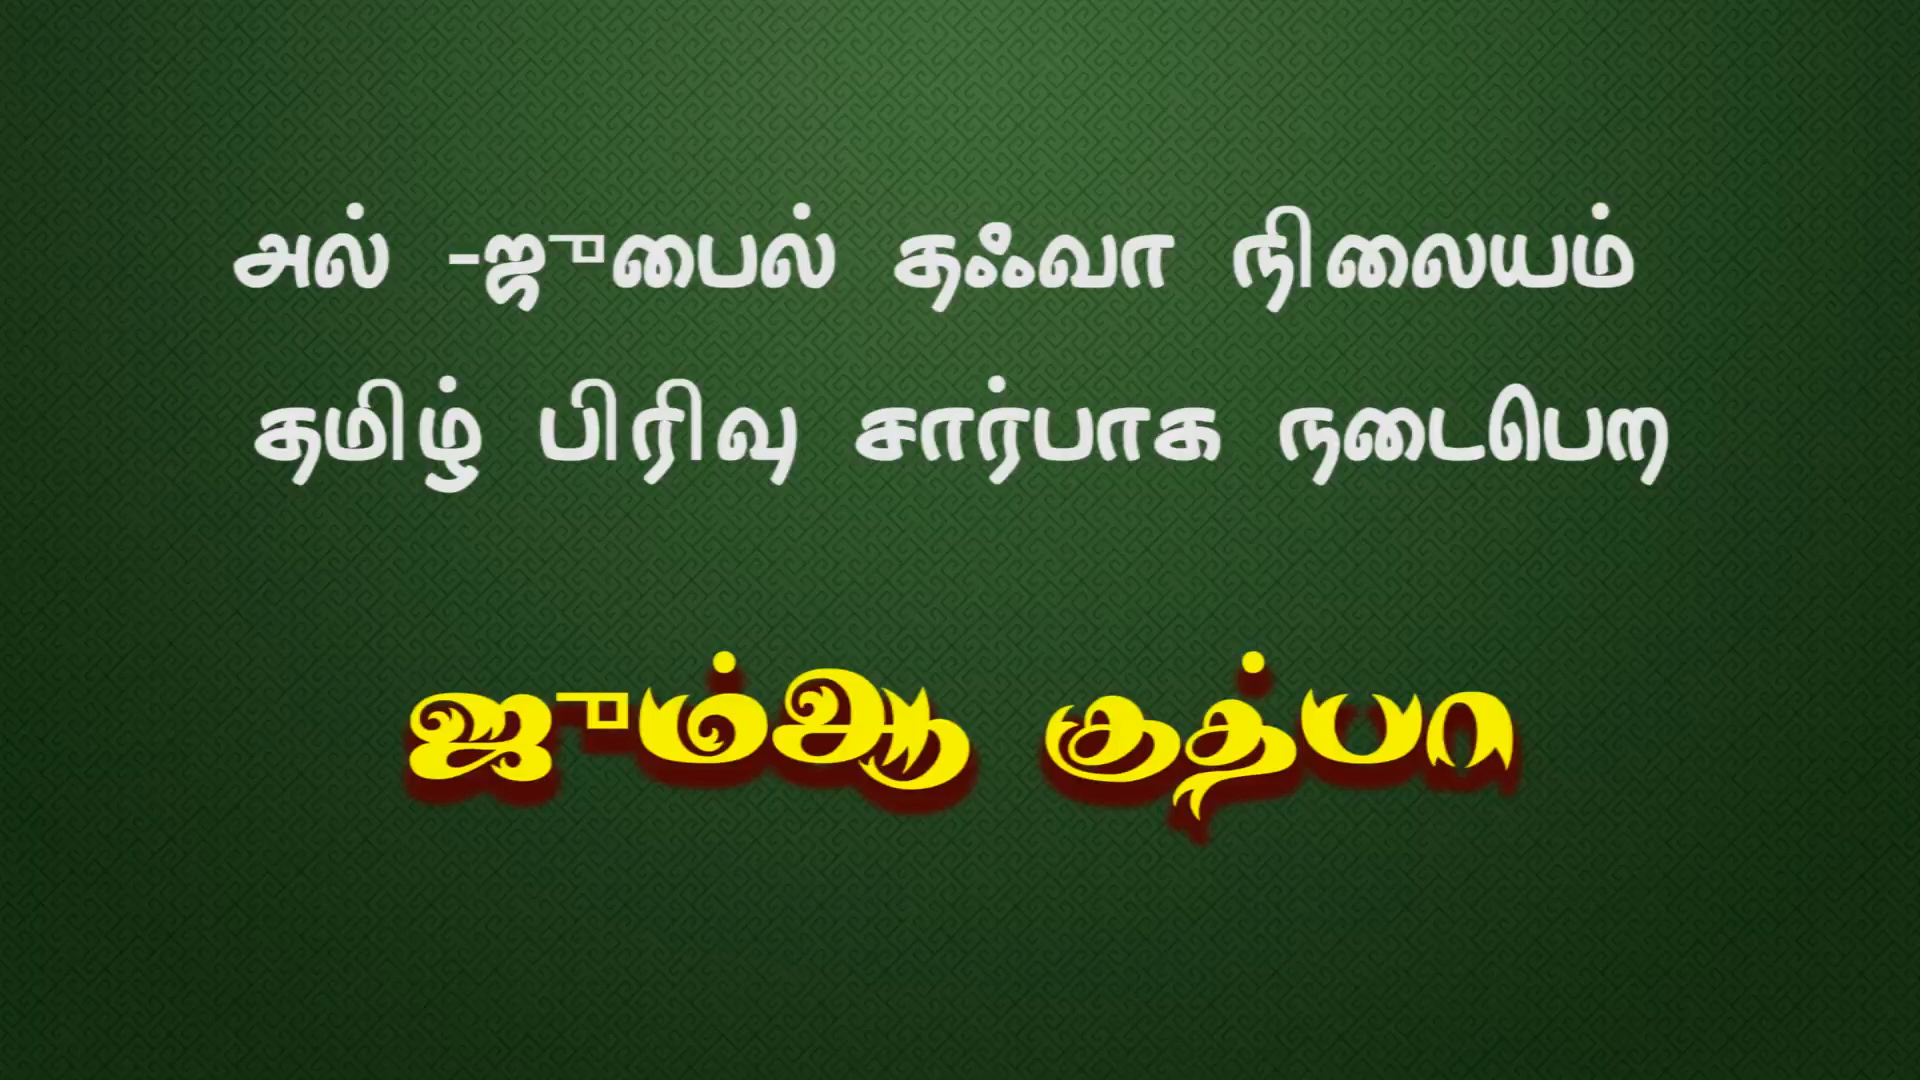 அல் -ஜுபைல் தஃவா நிலையம்
தமிழ் பிரிவு சார்பாக நடைபெற
ஜும்ஆ குத்பா